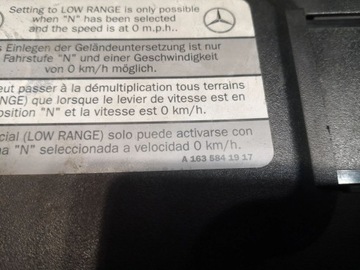 Setting to LOW RANGE is only possible
when "N" has been selected
and the speed is at 0 m.p.h..
Einlegen der Geländeuntersetzung ist nur
Fahrstufe "N" und einer Geschwindigkeit
von 0 km/h möglich.
peut passer à la démultiplication tous terrains
NGE) que lorsque le levier de vitesse est en
osition "N" et la vitesse est 0 km/h.
cial (LOW RANGE) solo puede activarse con
na "N" seleccionada a velocidad 0 km/h.
A 163 584 19 17